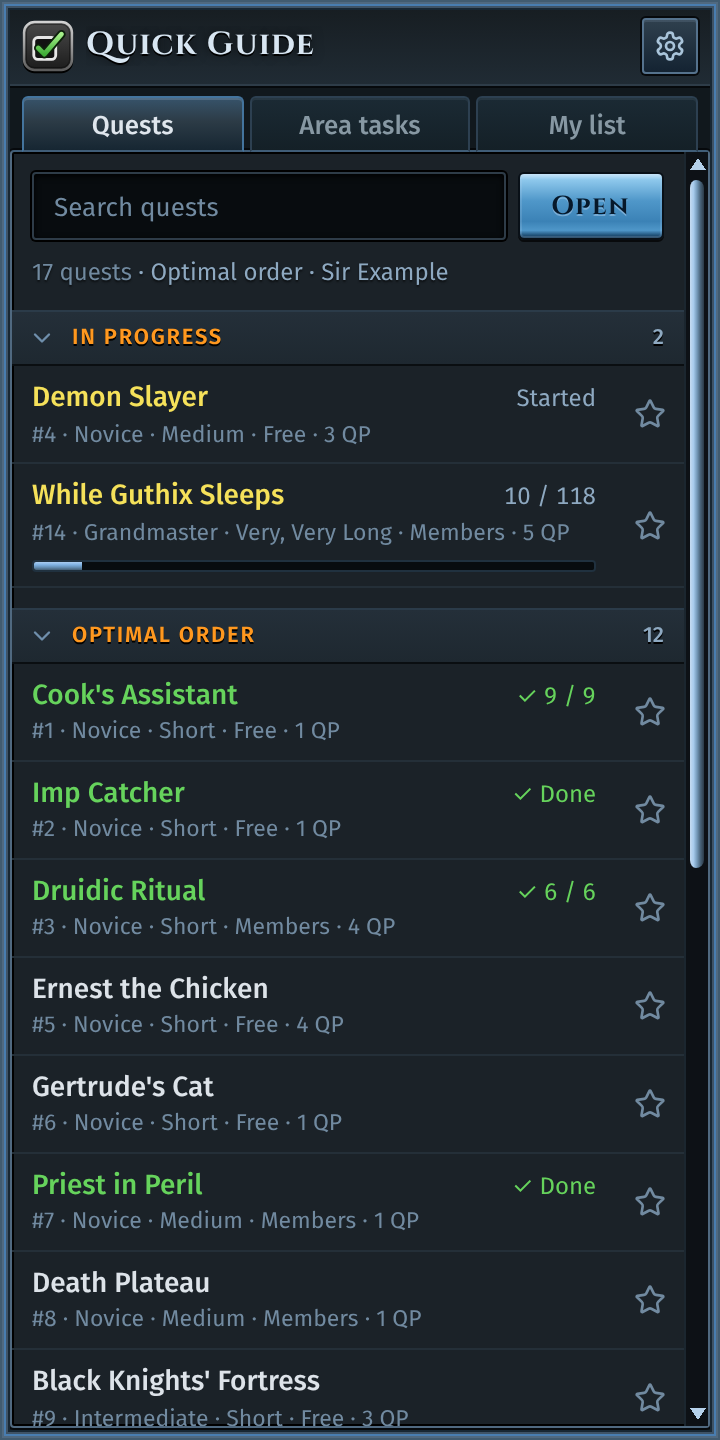 Quick Guide
Quests
Area tasks
My list
Search quests
Open
17 quests · Optimal order · Sir Example
IN PROGRESS 2
Demon Slayer Started
#4 · Novice · Medium · Free · 3 QP
While Guthix Sleeps 10 / 118
#14 · Grandmaster · Very, Very Long · Members · 5 QP
OPTIMAL ORDER 12
Cook's Assistant ✓ 9 / 9
#1 · Novice · Short · Free · 1 QP
Imp Catcher ✓ Done
#2 · Novice · Short · Free · 1 QP
Druidic Ritual ✓ 6 / 6
#3 · Novice · Short · Members · 4 QP
Ernest the Chicken
#5 · Novice · Short · Free · 4 QP
Gertrude's Cat
#6 · Novice · Short · Free · 1 QP
Priest in Peril ✓ Done
#7 · Novice · Medium · Members · 1 QP
Death Plateau
#8 · Novice · Medium · Members · 1 QP
Black Knights' Fortress
#9 · Intermediate · Short · Free · 3 QP